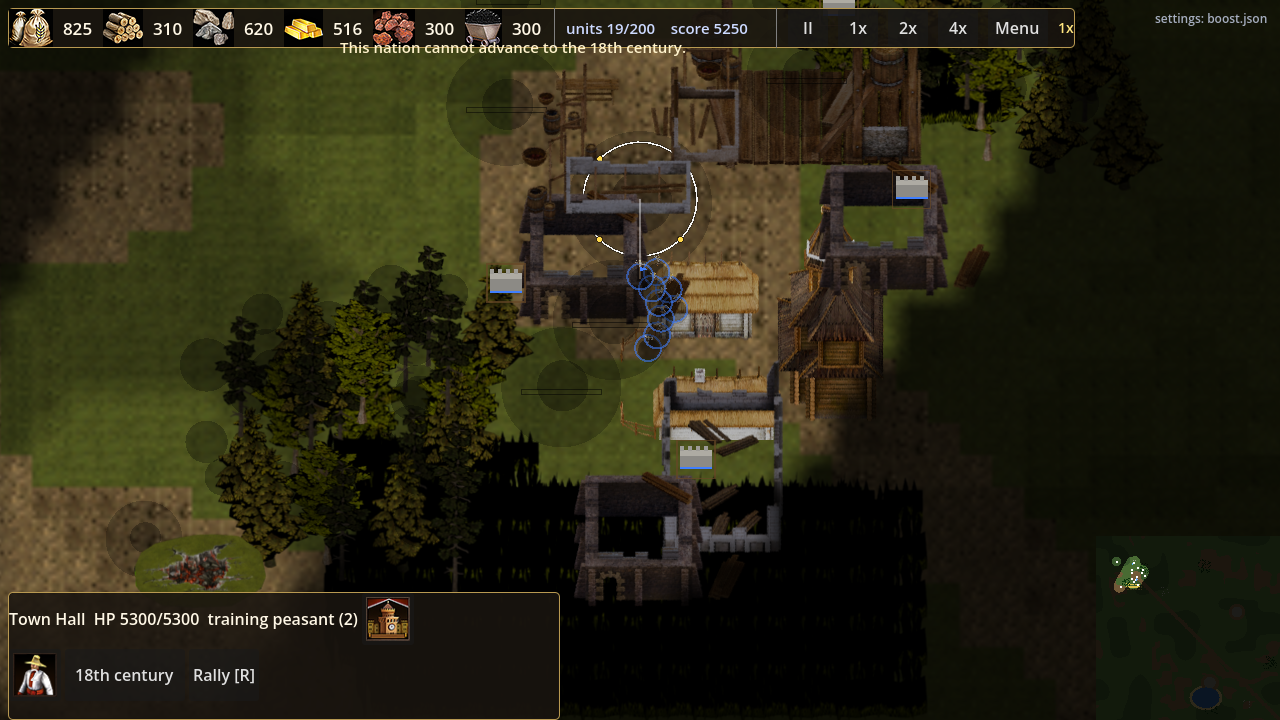 825 310 620 516 300 300 units 19/200 score 5250 II 1x 2x 4x Menu 1x
settings: boost.json
This nation cannot advance to the 18th century.
Town Hall HP 5300/5300 training peasant (2)
18th century Rally [R]